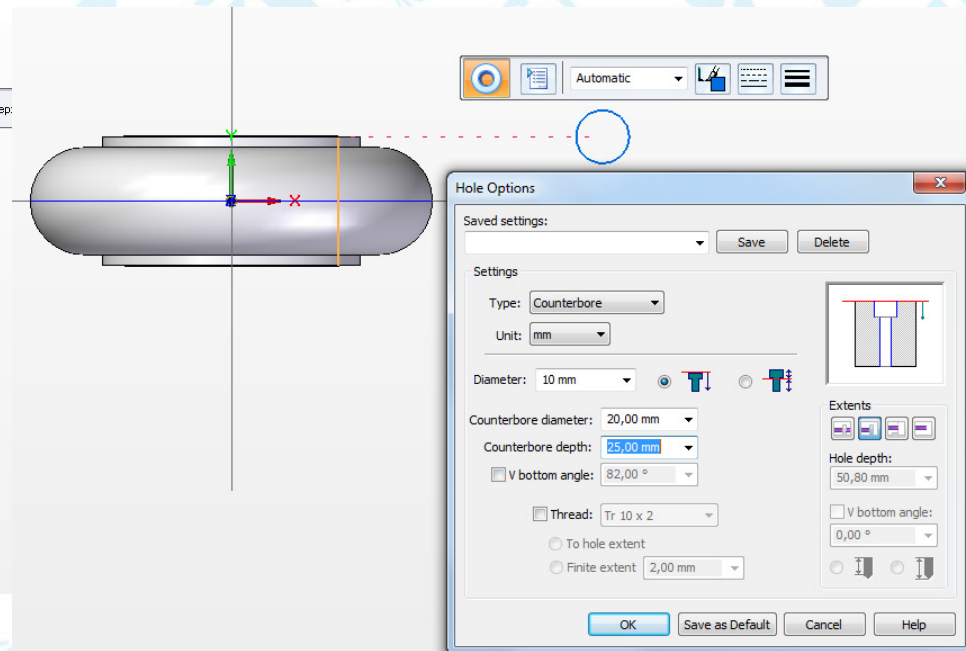 Automatic
Y
X
Hole Options
Saved settings:
Save
Delete
Settings
Type: Counterbore
Unit: mm
Diameter: 10 mm
Counterbore diameter: 20,00 mm
Counterbore depth: 25,00 mm
V bottom angle: 82,00 °
Thread: Tr 10 x 2
To hole extent
Finite extent 2,00 mm
Extents
Hole depth:
50,80 mm
V bottom angle:
0,00 °
OK
Save as Default
Cancel
Help